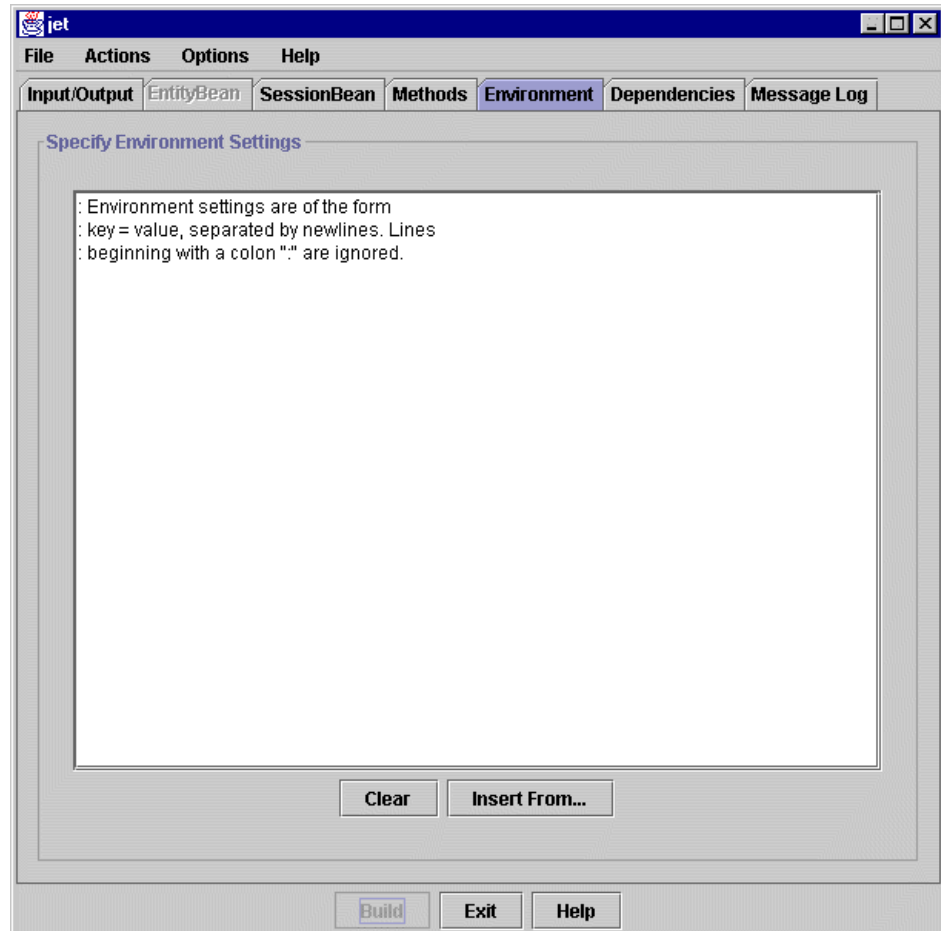 jet
File Actions Options Help
Input/Output EntityBean SessionBean Methods Environment Dependencies Message Log
Specify Environment Settings
: Environment settings are of the form
: key = value, separated by newlines. Lines
: beginning with a colon ":" are ignored.
Clear Insert From...
Build Exit Help